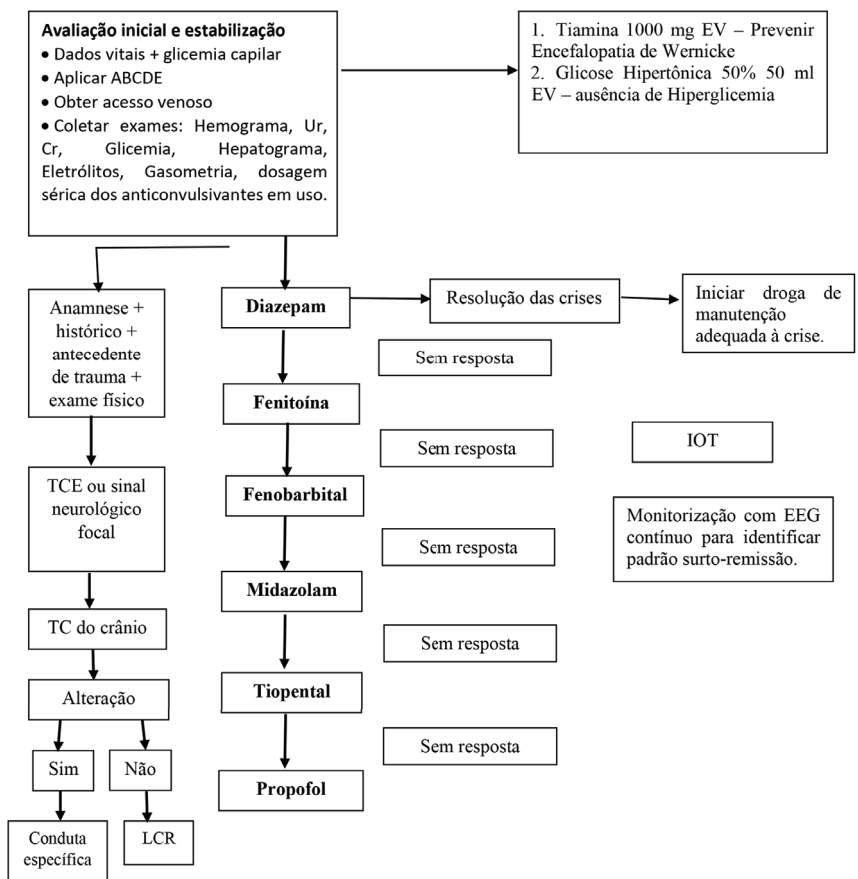 Avaliação inicial e estabilização
• Dados vitais + glicemia capilar
• Aplicar ABCDE
• Obter acesso venoso
• Coletar exames: Hemograma, Ur,
Cr, Glicemia, Hepatograma,
Eletrólitos, Gasometria, dosagem
sérica dos anticonvulsivantes em uso.
1. Tiamina 1000 mg EV – Prevenir
Encefalopatia de Wernicke
2. Glicose Hipertônica 50% 50 ml
EV – ausência de Hiperglicemia
Anamnese +
histórico +
antecedente
de trauma +
exame físico
TCE ou sinal
neurológico
focal
TC do crânio
Alteração
Sim
Não
Conduta
específica
LCR
Diazepam
Resolução das crises
Iniciar droga de
manutenção
adequada à crise.
Sem resposta
Fenitoína
Sem resposta
Fenobarbital
Sem resposta
Midazolam
Sem resposta
Tiopental
Sem resposta
Propofol
IOT
Monitorização com EEG
contínuo para identificar
padrão surto-remissão.